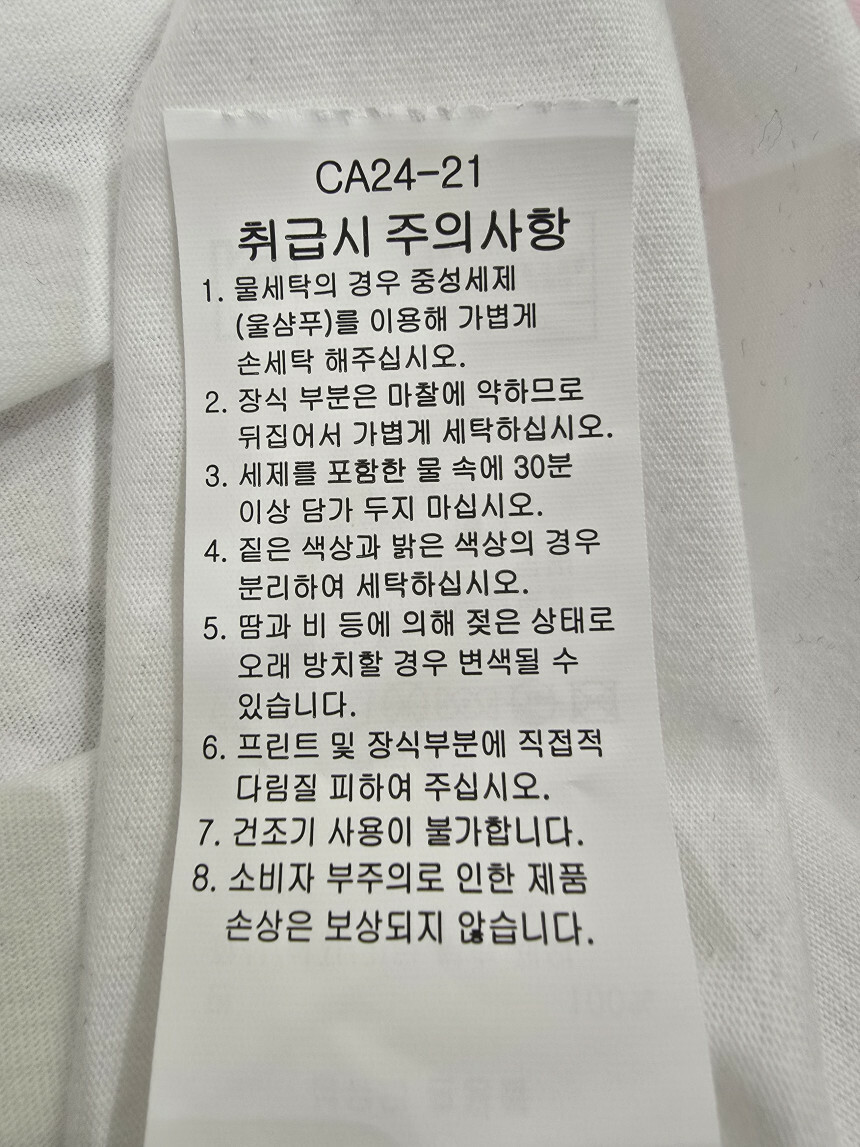 CA24-21
취급시 주의사항
1. 물세탁의 경우 중성세제
(울샴푸)를 이용해 가볍게
손세탁 해주십시오.
2. 장식 부분은 마찰에 약하므로
뒤집어서 가볍게 세탁하십시오.
3. 세제를 포함한 물 속에 30분
이상 담가 두지 마십시오.
4. 짙은 색상과 밝은 색상의 경우
분리하여 세탁하십시오.
5. 땀과 비 등에 의해 젖은 상태로
오래 방치할 경우 변색될 수
있습니다.
6. 프린트 및 장식부분에 직접적
다림질 피하여 주십시오.
7. 건조기 사용이 불가합니다.
8. 소비자 부주의로 인한 제품
손상은 보상되지 않습니다.